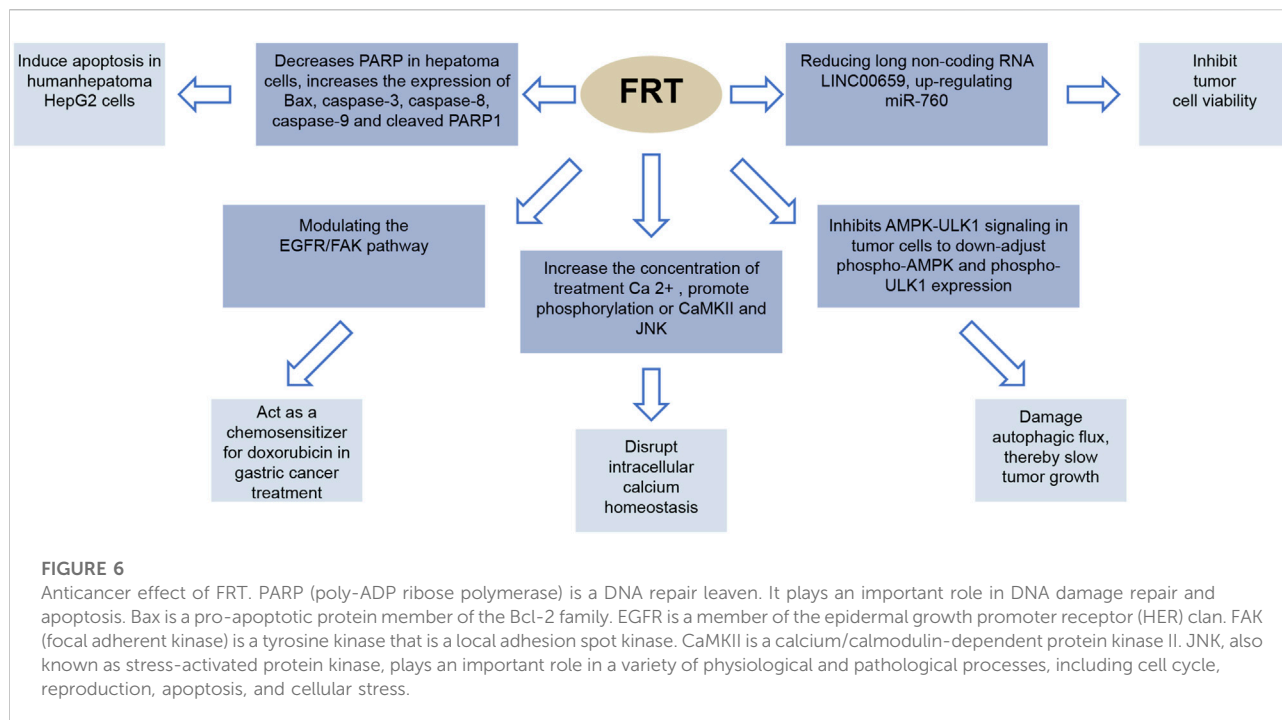 Induce apoptosis in
humanhepatoma
HepG2 cells
Decreases PARP in hepatoma
cells, increases the expression of
Bax, caspase-3, caspase-8,
caspase-9 and cleaved PARP1
FRT
Reducing long non-coding RNA
LINC00659, up-regulating
miR-760
Inhibit
tumor
cell viability
Modulating the
EGFR/FAK pathway
Increase the concentration of
treatment Ca 2+ , promote
phosphorylation or CaMKII and
JNK
Inhibits AMPK-ULK1 signaling in
tumor cells to down-adjust
phospho-AMPK and phospho-
ULK1 expression
Act as a
chemosensitizer
for doxorubicin in
gastric cancer
treatment
Disrupt
intracellular
calcium
homeostasis
Damage
autophagic flux,
thereby slow
tumor growth
FIGURE 6
Anticancer effect of FRT. PARP (poly-ADP ribose polymerase) is a DNA repair leaven. It plays an important role in DNA damage repair and
apoptosis. Bax is a pro-apoptotic protein member of the Bcl-2 family. EGFR is a member of the epidermal growth promoter receptor (HER) clan. FAK
(focal adherent kinase) is a tyrosine kinase that is a local adhesion spot kinase. CaMKII is a calcium/calmodulin-dependent protein kinase II. JNK, also
known as stress-activated protein kinase, plays an important role in a variety of physiological and pathological processes, including cell cycle,
reproduction, apoptosis, and cellular stress.